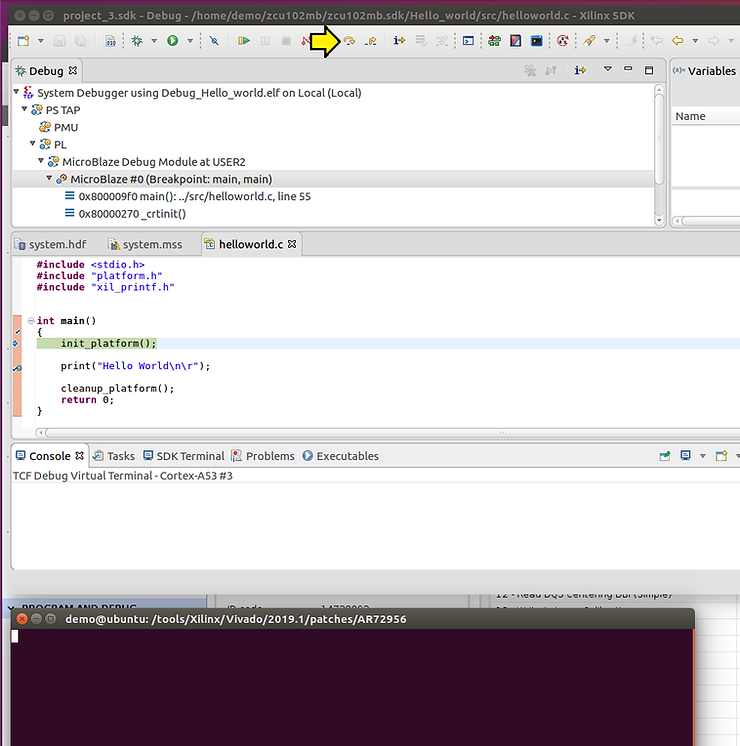 project_3.sdk - Debug - /home/demo/zcu102mb/zcu102mb.sdk/Hello_world/src/helloworld.c - Xilinx SDK
Debug
(x)= Variables
System Debugger using Debug_Hello_world.elf on Local (Local)
PS TAP
PMU
PL
MicroBlaze Debug Module at USER2
MicroBlaze #0 (Breakpoint: main, main)
0x800009f0 main(): ../src/helloworld.c, line 55
0x80000270 _crtinit()
Name
system.hdf system.mss helloworld.c
#include <stdio.h>
#include "platform.h"
#include "xil_printf.h"
int main()
{
init_platform();
print("Hello World\n\r");
cleanup_platform();
return 0;
}
Console Tasks SDK Terminal Problems Executables
TCF Debug Virtual Terminal - Cortex-A53 #3
PROGRAM AND DEBUG
12 - Read DQS Centering DBI (Simple)
demo@ubuntu: /tools/Xilinx/Vivado/2019.1/patches/AR72956